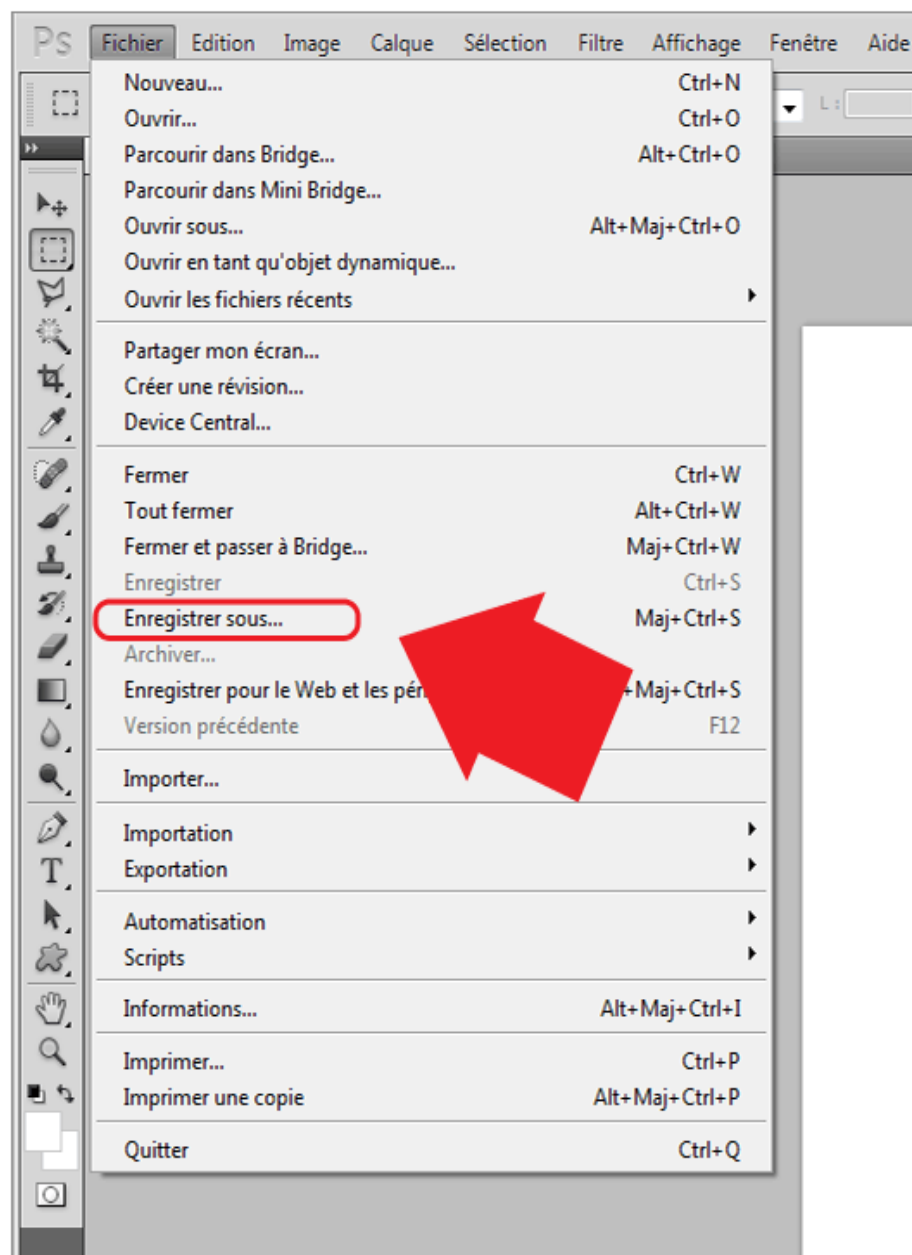 Ps Fichier Edition Image Calque Sélection Filtre Affichage Fenêtre Aide
L :
Nouveau... Ctrl+N
Ouvrir... Ctrl+O
Parcourir dans Bridge... Alt+Ctrl+O
Parcourir dans Mini Bridge...
Ouvrir sous... Alt+Maj+Ctrl+O
Ouvrir en tant qu'objet dynamique...
Ouvrir les fichiers récents
Partager mon écran...
Créer une révision...
Device Central...
Fermer Ctrl+W
Tout fermer Alt+Ctrl+W
Fermer et passer à Bridge... Maj+Ctrl+W
Enregistrer Ctrl+S
Enregistrer sous... Maj+Ctrl+S
Archiver...
Enregistrer pour le Web et les +Maj+Ctrl+S
Version précédente F12
Importer...
Importation
Exportation
Automatisation
Scripts
Informations... Alt+Maj+Ctrl+I
Imprimer... Ctrl+P
Imprimer une copie Alt+Maj+Ctrl+P
Quitter Ctrl+Q